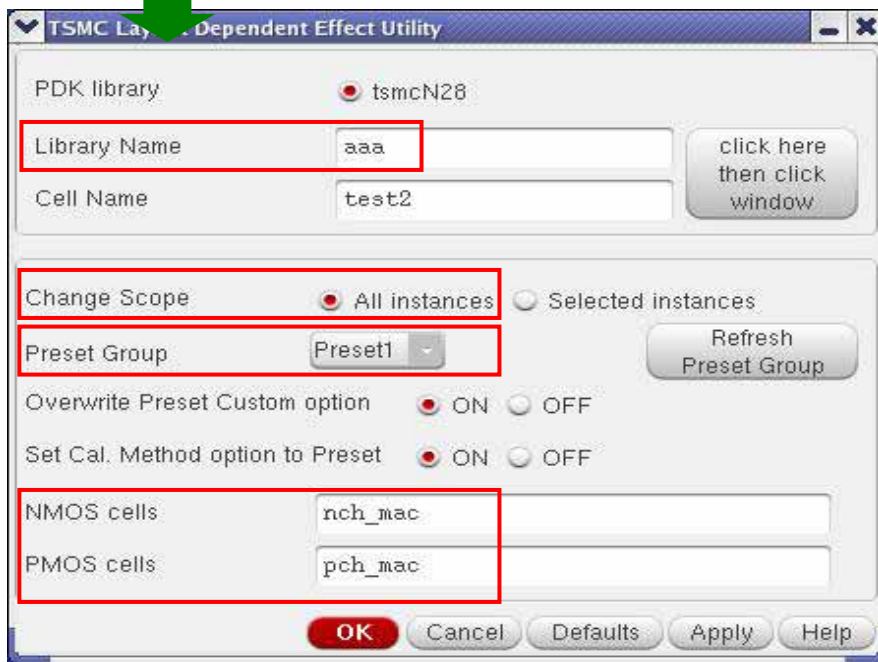 TSMC Lay Dependent Effect Utility
PDK library tsmcN28
Library Name aaa
click here
then click
window
Cell Name test2
Change Scope All instances Selected instances
Preset Group Preset1
Refresh
Preset Group
Overwrite Preset Custom option ON OFF
Set Cal. Method option to Preset ON OFF
NMOS cells nch_mac
PMOS cells pch_mac
OK Cancel Defaults Apply Help